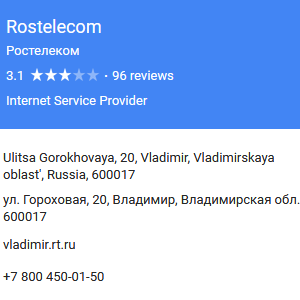 Rostelecom
Ростелеком
3.1 ★★★★★ · 96 reviews
Internet Service Provider
Ulitsa Gorokhovaya, 20, Vladimir, Vladimirskaya
oblast', Russia, 600017
ул. Гороховая, 20, Владимир, Владимирская обл.
600017
vladimir.rt.ru
+7 800 450-01-50